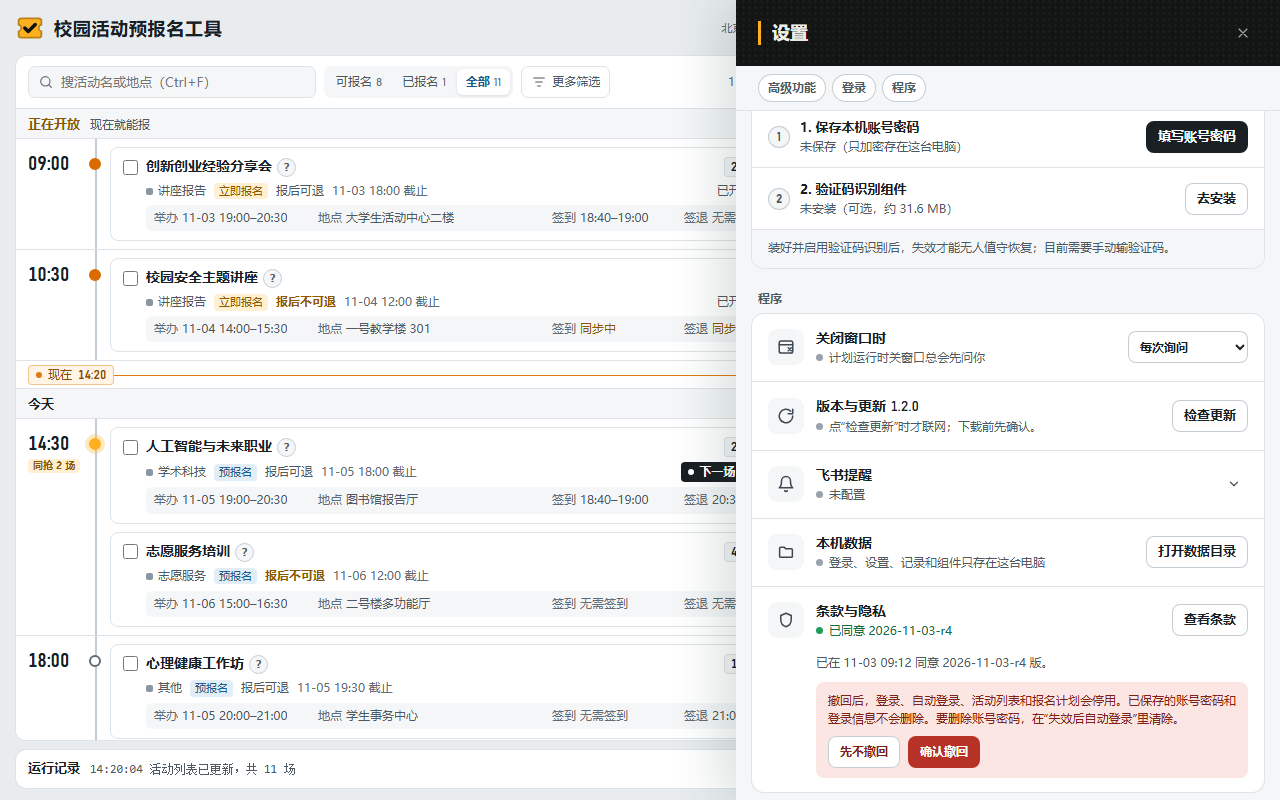 校园活动预报名工具
搜活动名或地点（Ctrl+F）
可报名 8 已报名 1 全部 11
更多筛选
正在开放 现在就能报
09:00
创新创业经验分享会 ?
讲座报告 立即报名 报后可退 11-03 18:00 截止
举办 11-03 19:00–20:30 地点 大学生活动中心二楼 签到 18:40–19:00 签退 无需
10:30
校园安全主题讲座 ?
讲座报告 立即报名 报后不可退 11-04 12:00 截止
举办 11-04 14:00–15:30 地点 一号教学楼 301 签到 同步中 签退 同步
现在 14:20
今天
14:30
同抢 2 场
人工智能与未来职业 ?
学术科技 预报名 报后可退 11-05 18:00 截止
下一场
举办 11-05 19:00–20:30 地点 图书馆报告厅 签到 18:40–19:00 签退 20:3
志愿服务培训 ?
志愿服务 预报名 报后不可退 11-06 12:00 截止
举办 11-06 15:00–16:30 地点 二号楼多功能厅 签到 无需签到 签退 无需
18:00
心理健康工作坊 ?
其他 预报名 报后可退 11-05 19:30 截止
举办 11-05 20:00–21:00 地点 学生事务中心 签到 无需签到 签退 21:0
运行记录 14:20:04 活动列表已更新，共 11 场
设置
高级功能 登录 程序
1
1. 保存本机账号密码
未保存（只加密存在这台电脑）
填写账号密码
2
2. 验证码识别组件
未安装（可选，约 31.6 MB）
去安装
装好并启用验证码识别后，失效才能无人值守恢复；目前需要手动输验证码。
程序
关闭窗口时
计划运行时关窗口总会先问你
每次询问
版本与更新 1.2.0
点“检查更新”时才联网；下载前先确认。
检查更新
飞书提醒
未配置
本机数据
登录、设置、记录和组件只存在这台电脑
打开数据目录
条款与隐私
已同意 2026-11-03-r4
查看条款
已在 11-03 09:12 同意 2026-11-03-r4 版。
撤回后，登录、自动登录、活动列表和报名计划会停用。已保存的账号密码和
登录信息不会删除。要删除账号密码，在“失效后自动登录”里清除。
先不撤回 确认撤回